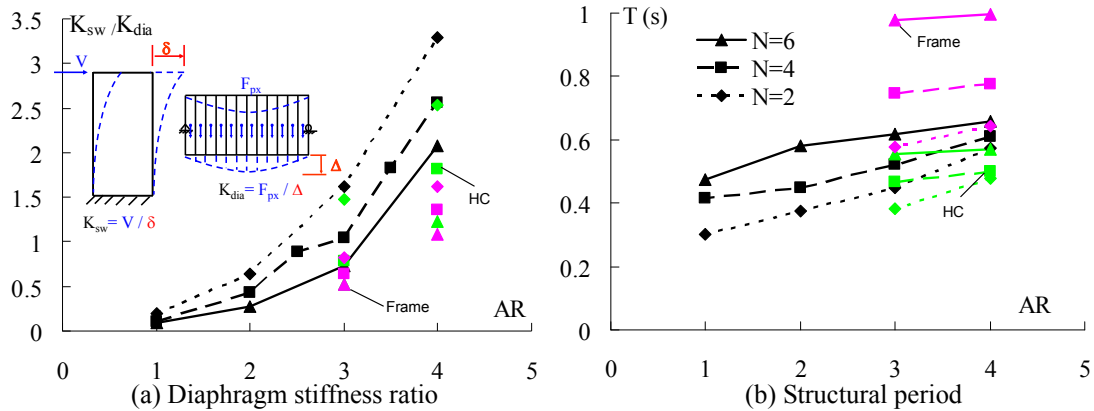 K_sw /K_dia
3.5
3
2.5
2
1.5
1
0.5
0
0 1 2 3 4 5
V
δ
F_px
Δ
K_dia= F_px / Δ
K_sw= V / δ
HC
Frame
AR
(a) Diaphragm stiffness ratio
T (s)
1
0.8
0.6
0.4
0.2
0
0 1 2 3 4 5
N=6
N=4
N=2
Frame
HC
AR
(b) Structural period